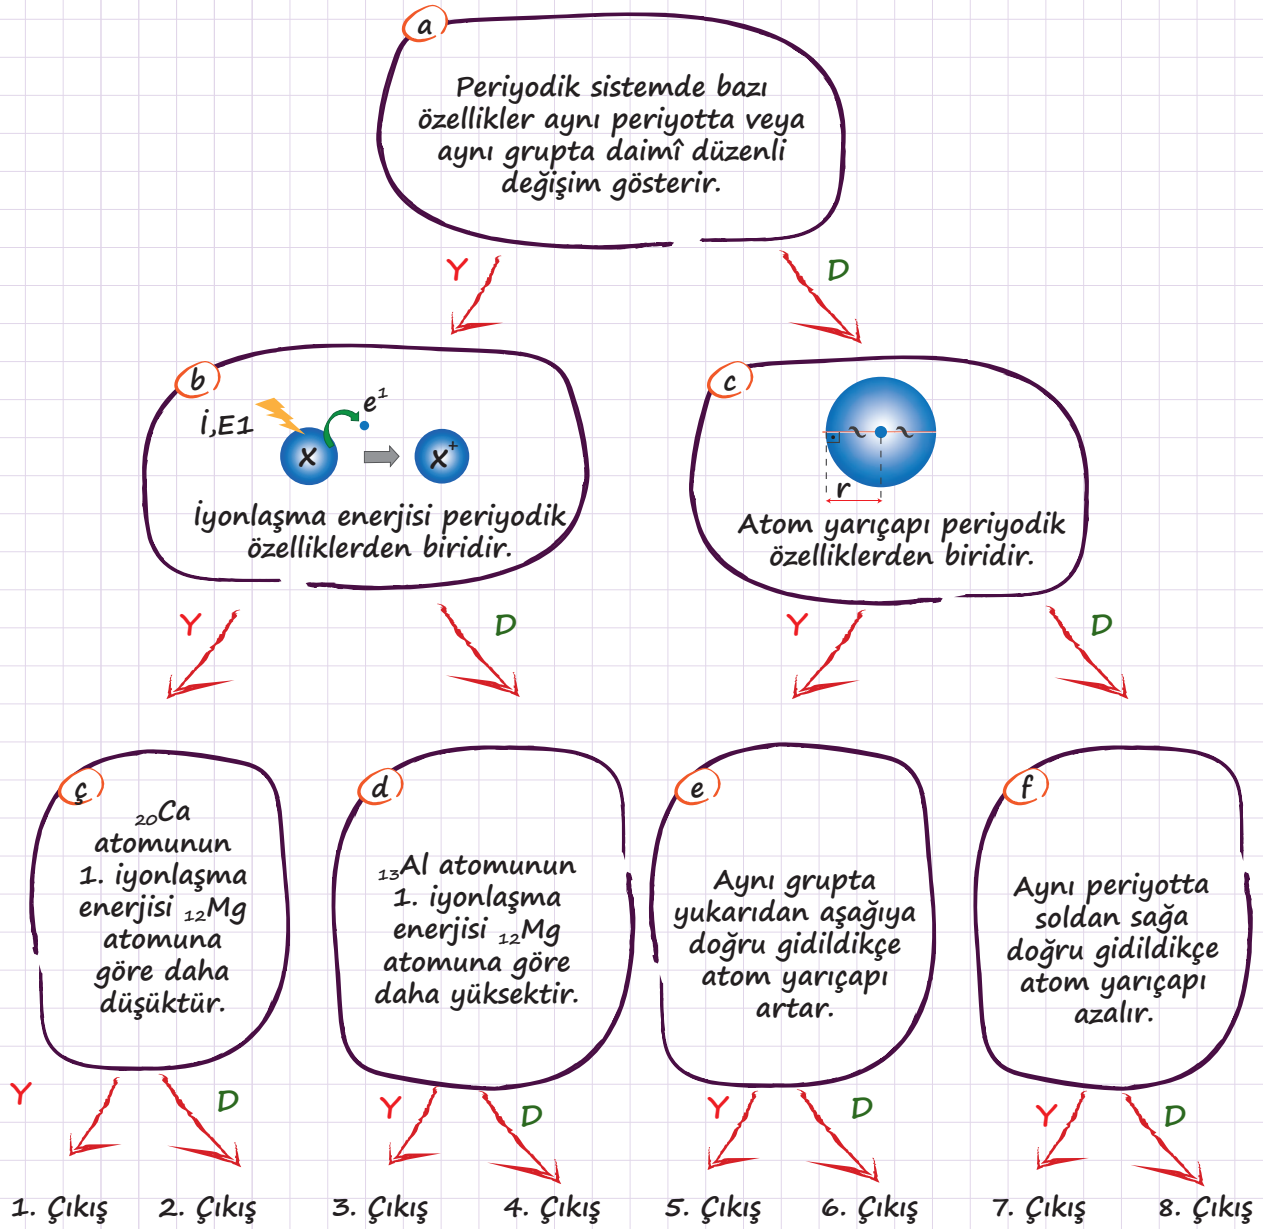 a
Periyodik sistemde bazı
özellikler aynı periyotta veya
aynı grupta daimî düzenli
değişim gösterir.
Y
D
b
İ,E1
e¹
X
X⁺
İyonlaşma enerjisi periyodik
özelliklerden biridir.
c
r
Atom yarıçapı periyodik
özelliklerden biridir.
Y
D
Y
D
ç
₂₀Ca
atomunun
1. iyonlaşma
enerjisi ₁₂Mg
atomuna
göre daha
düşüktür.
d
₁₃Al atomunun
1. iyonlaşma
enerjisi ₁₂Mg
atomuna göre
daha yüksektir.
e
Aynı grupta
yukarıdan aşağıya
doğru gidildikçe
atom yarıçapı
artar.
f
Aynı periyotta
soldan sağa
doğru gidildikçe
atom yarıçapı
azalır.
Y
D
Y
D
Y
D
Y
D
1. Çıkış
2. Çıkış
3. Çıkış
4. Çıkış
5. Çıkış
6. Çıkış
7. Çıkış
8. Çıkış